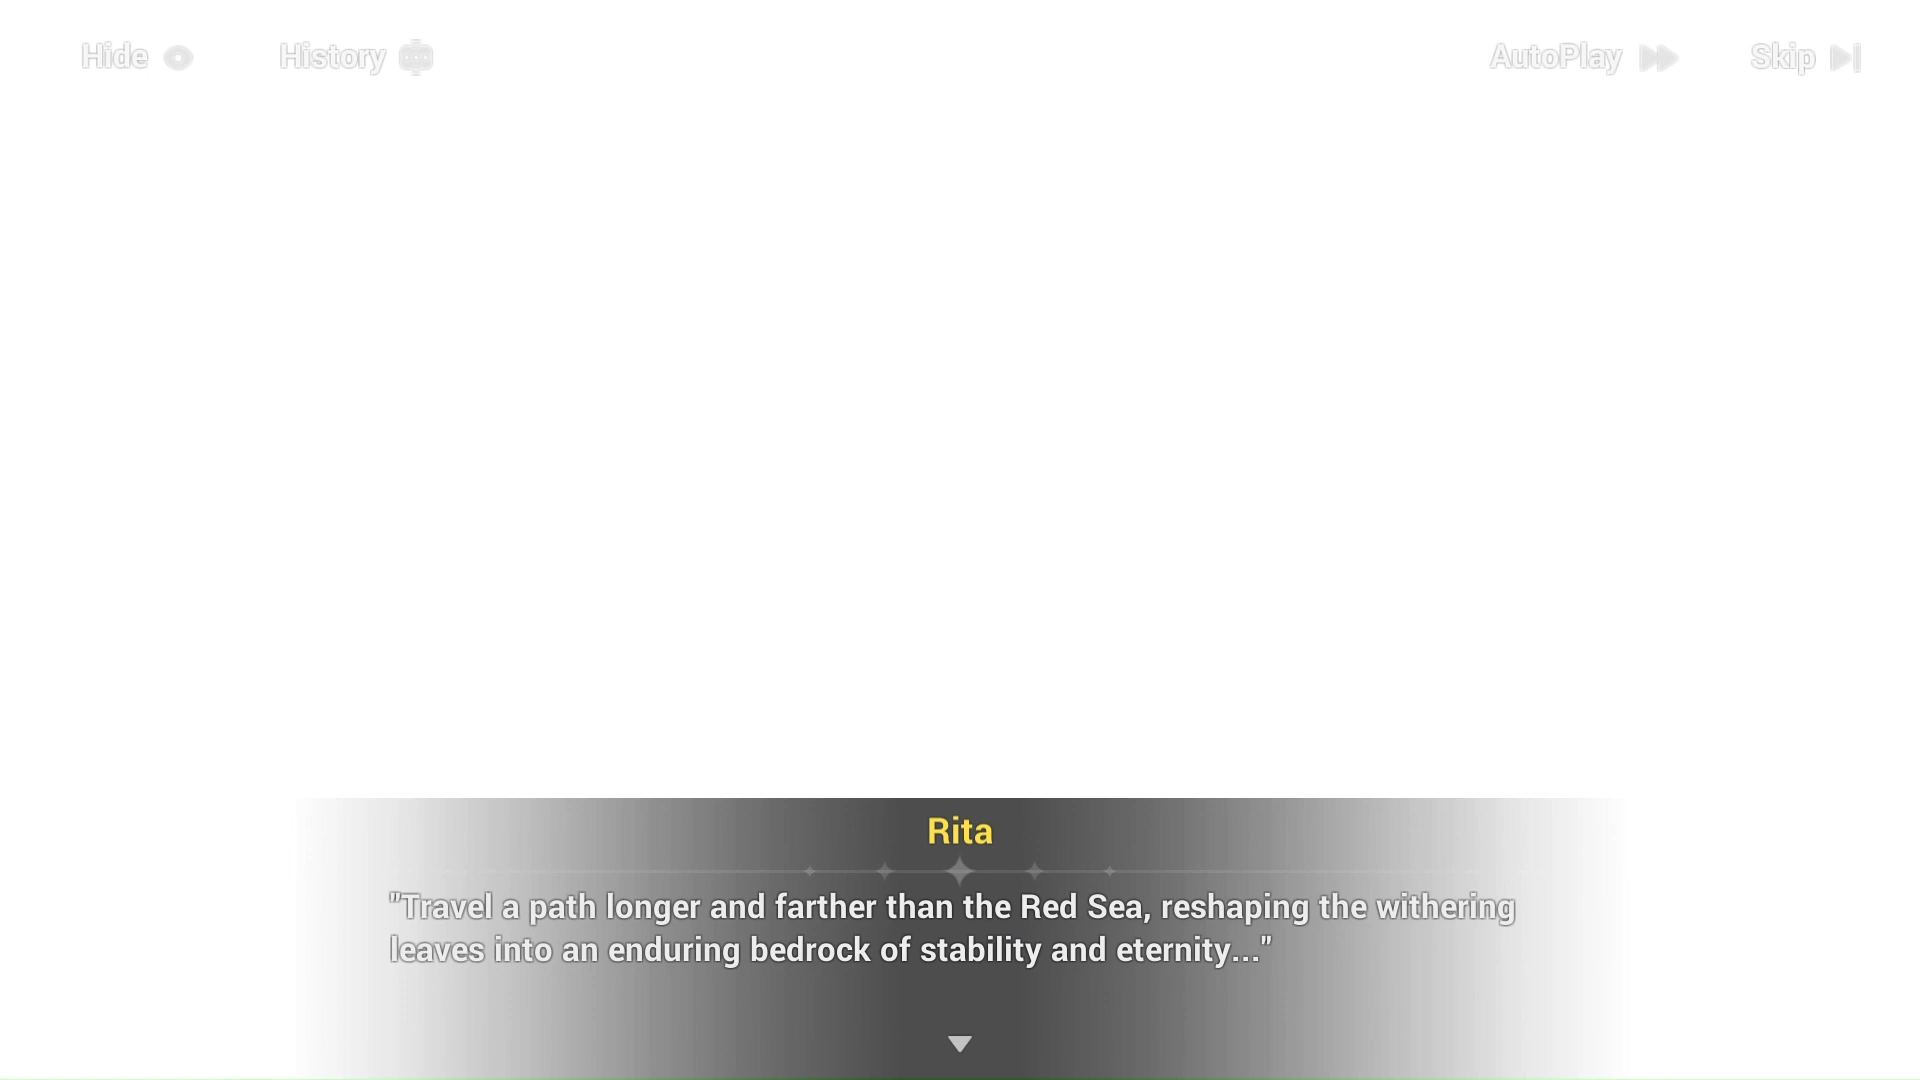 Hide
History
AutoPlay
Skip
Rita
"Travel a path longer and farther than the Red Sea, reshaping the withering
leaves into an enduring bedrock of stability and eternity..."